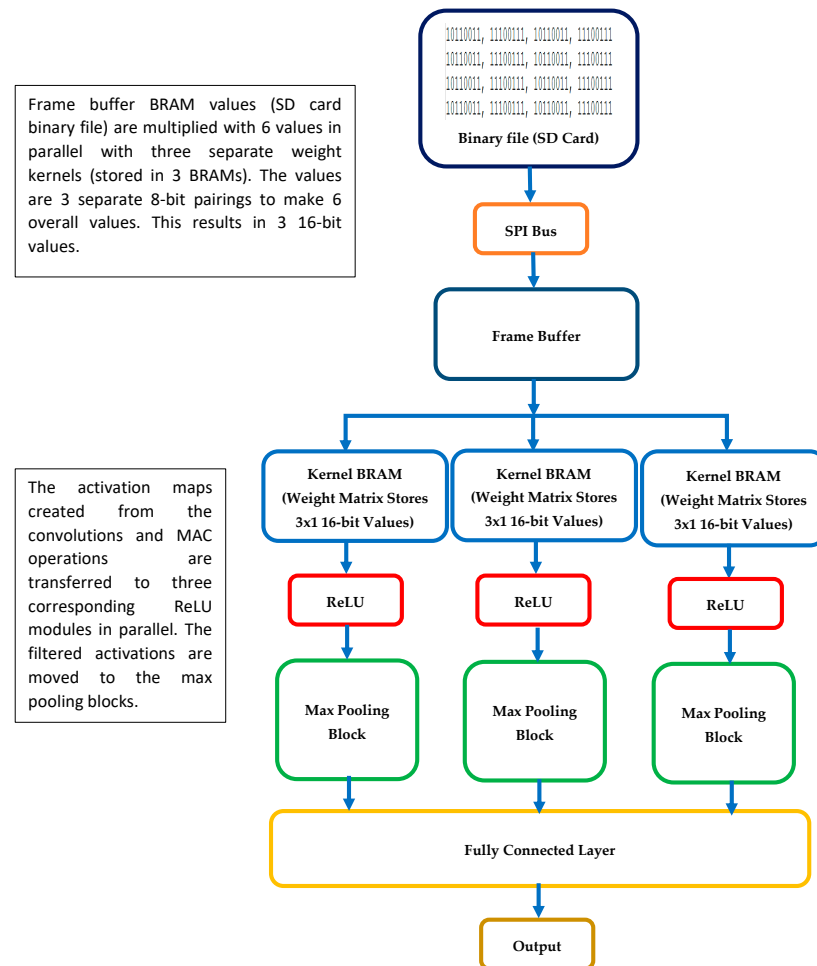 10110011, 11100111, 10110011, 11100111
10110011, 11100111, 10110011, 11100111
10110011, 11100111, 10110011, 11100111
10110011, 11100111, 10110011, 11100111
Binary file (SD Card)
Frame buffer BRAM values (SD card
binary file) are multiplied with 6 values in
parallel with three separate weight
kernels (stored in 3 BRAMs). The values
are 3 separate 8-bit pairings to make 6
overall values. This results in 3 16-bit
values.
SPI Bus
Frame Buffer
Kernel BRAM
(Weight Matrix Stores
3x1 16-bit Values)
Kernel BRAM
(Weight Matrix Stores
3x1 16-bit Values)
Kernel BRAM
(Weight Matrix Stores
3x1 16-bit Values)
The activation maps
created from the
convolutions and MAC
operations are
transferred to three
corresponding ReLU
modules in parallel. The
filtered activations are
moved to the max
pooling blocks.
ReLU
ReLU
ReLU
Max Pooling
Block
Max Pooling
Block
Max Pooling
Block
Fully Connected Layer
Output